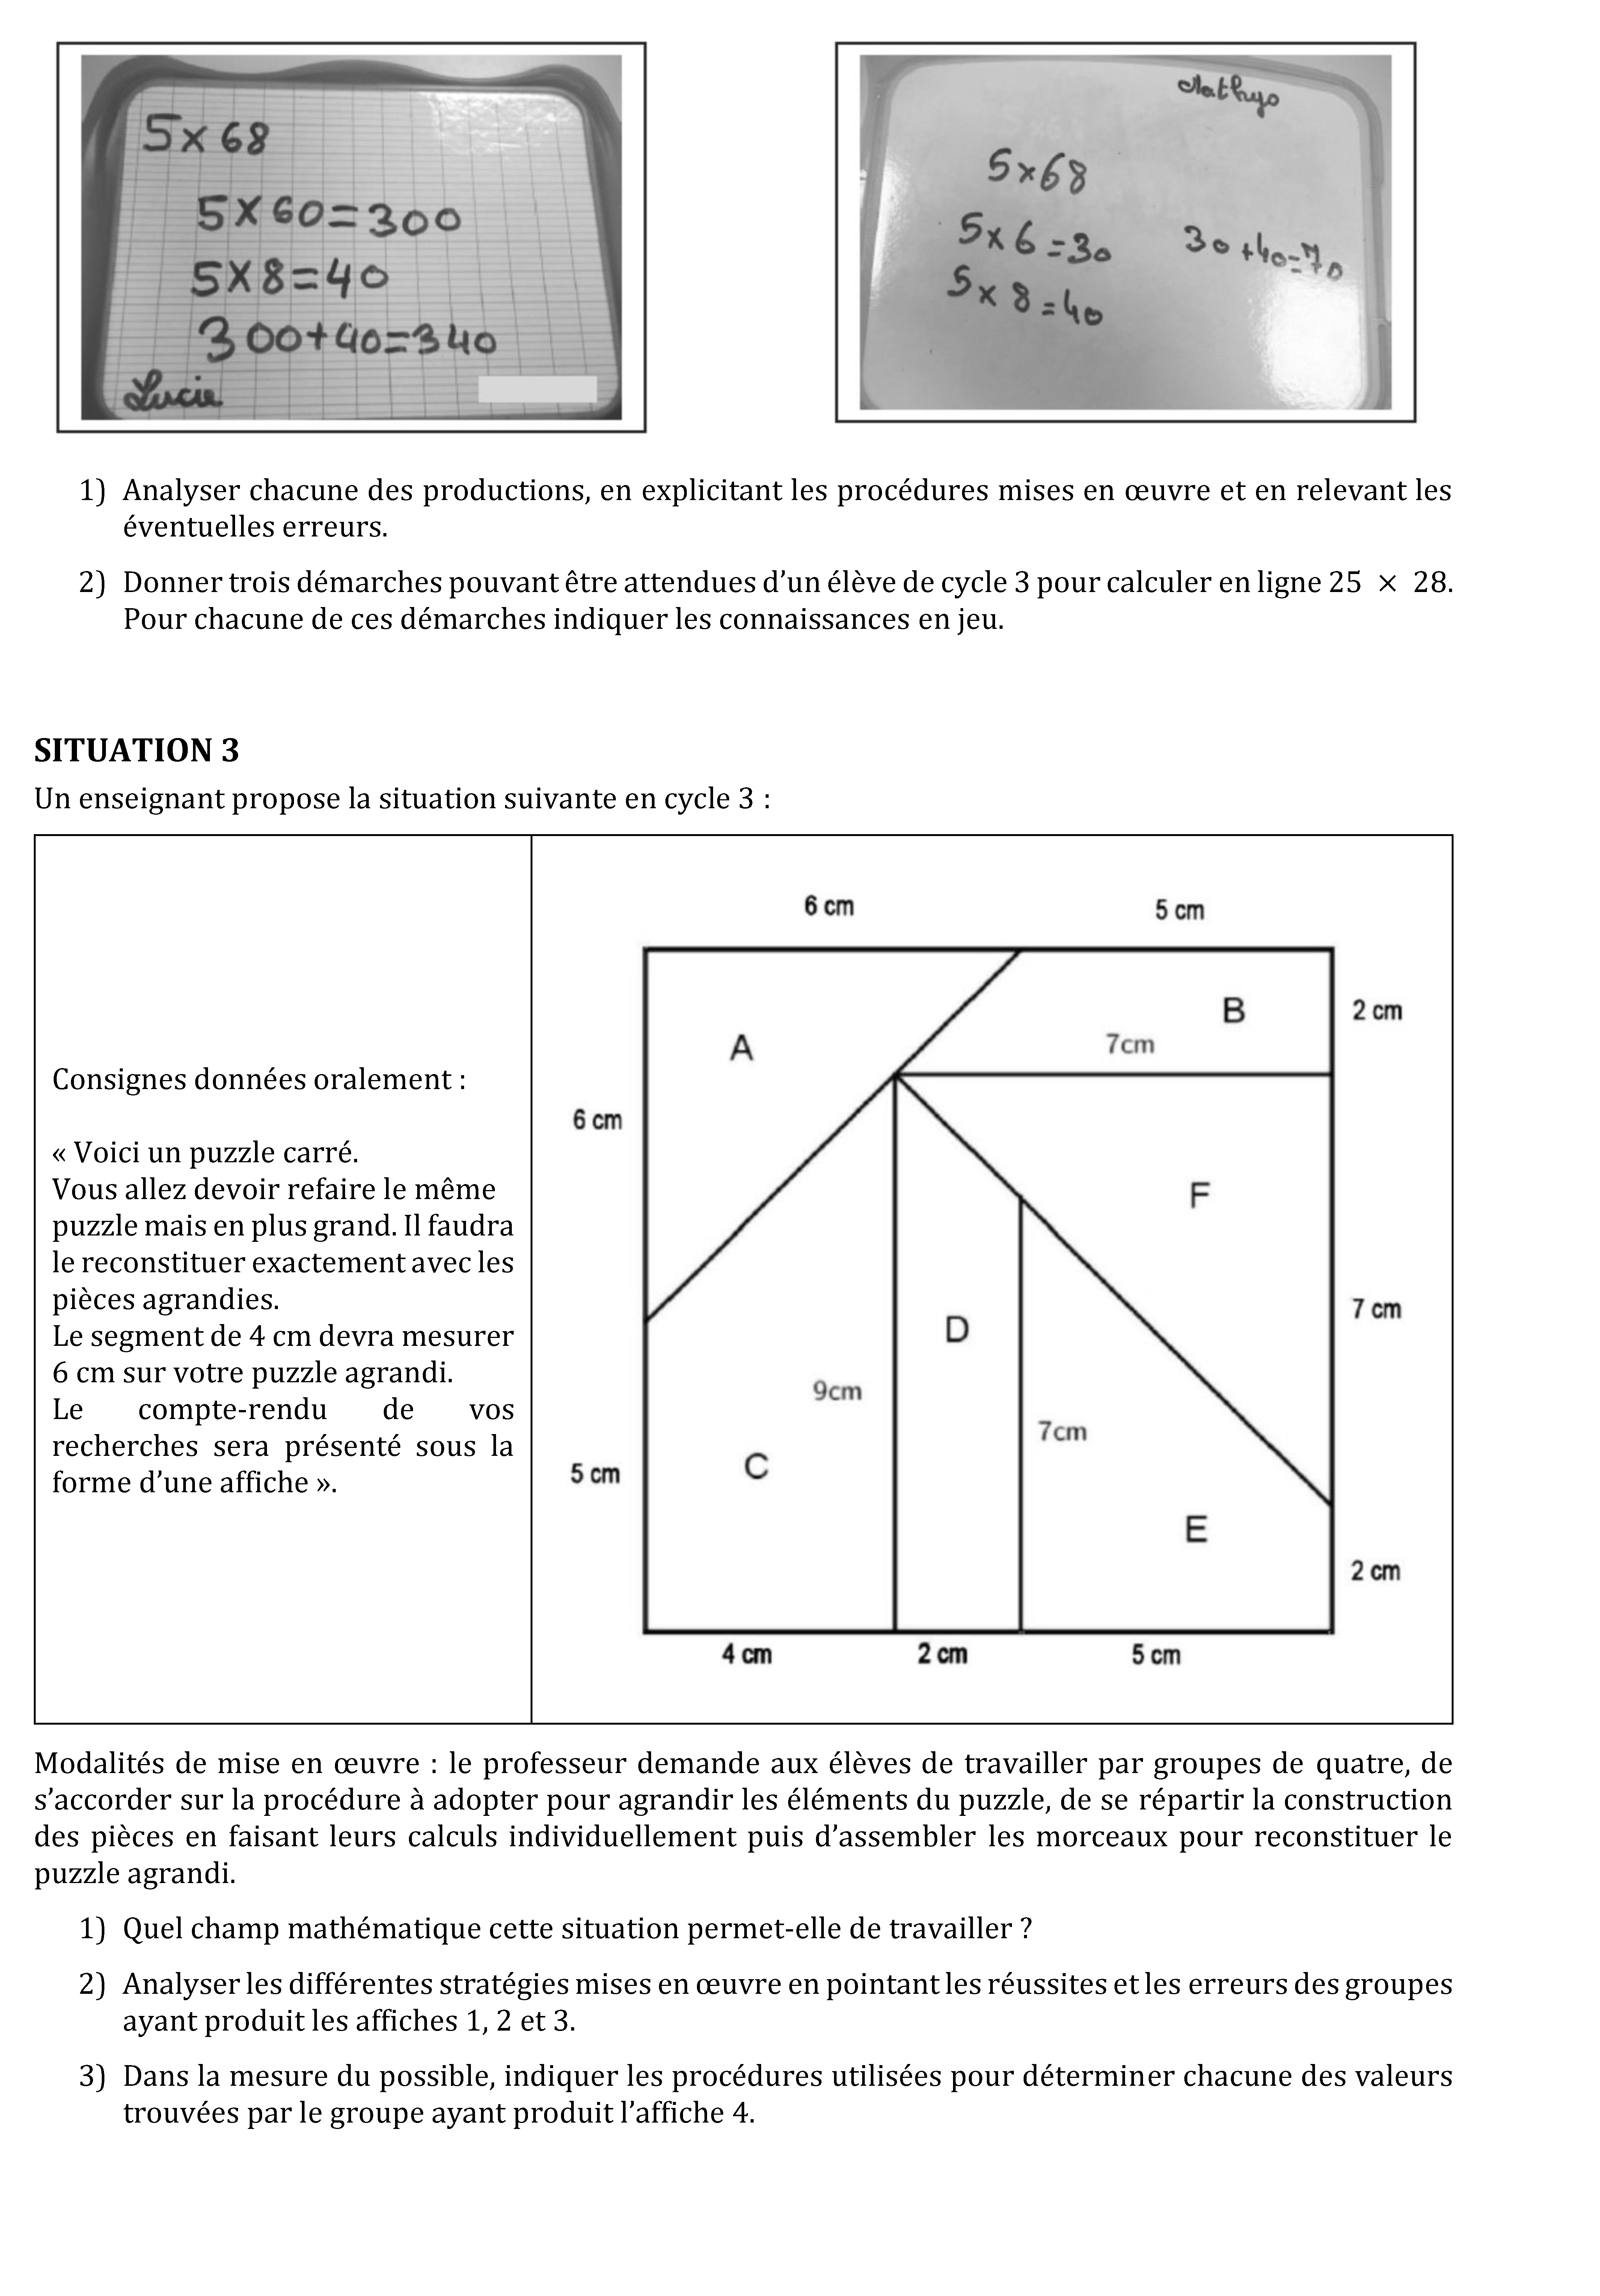 5x68
5x60=300
5x8=40
300+40=340
Lucie
Mathys
5x68
5x6=30
30+40=70
5x8=40
1) Analyser chacune des productions, en explicitant les procédures mises en œuvre et en relevant les
éventuelles erreurs.
2) Donner trois démarches pouvant être attendues d’un élève de cycle 3 pour calculer en ligne 25 × 28.
Pour chacune de ces démarches indiquer les connaissances en jeu.
SITUATION 3
Un enseignant propose la situation suivante en cycle 3 :
Consignes données oralement :
« Voici un puzzle carré.
Vous allez devoir refaire le même
puzzle mais en plus grand. Il faudra
le reconstituer exactement avec les
pièces agrandies.
Le segment de 4 cm devra mesurer
6 cm sur votre puzzle agrandi.
Le compte-rendu de vos
recherches sera présenté sous la
forme d’une affiche ».
6 cm
5 cm
B
2 cm
A
7cm
6 cm
F
7 cm
D
9cm
7cm
C
5 cm
E
2 cm
4 cm
2 cm
5 cm
Modalités de mise en œuvre : le professeur demande aux élèves de travailler par groupes de quatre, de
s’accorder sur la procédure à adopter pour agrandir les éléments du puzzle, de se répartir la construction
des pièces en faisant leurs calculs individuellement puis d’assembler les morceaux pour reconstituer le
puzzle agrandi.
1) Quel champ mathématique cette situation permet-elle de travailler ?
2) Analyser les différentes stratégies mises en œuvre en pointant les réussites et les erreurs des groupes
ayant produit les affiches 1, 2 et 3.
3) Dans la mesure du possible, indiquer les procédures utilisées pour déterminer chacune des valeurs
trouvées par le groupe ayant produit l’affiche 4.